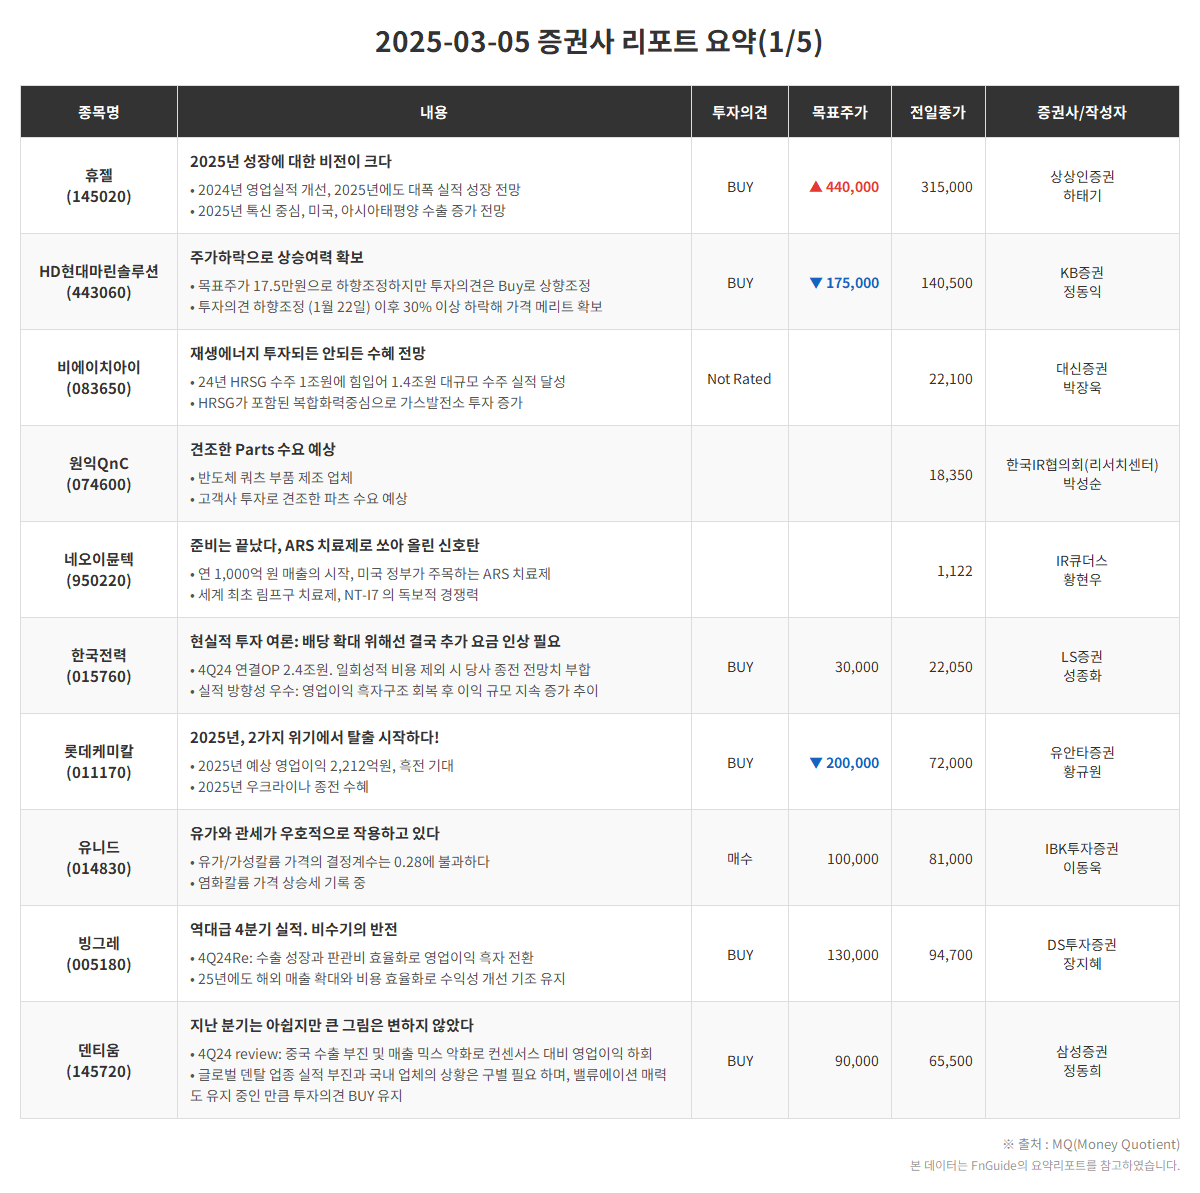 2025-03-05 증권사 리포트 요약(1/5)
종목명 내용 투자의견 목표주가 전일종가 증권사/작성자
휴젤
(145020)
2025년 성장에 대한 비전이 크다
• 2024년 영업실적 개선, 2025년에도 대폭 실적 성장 전망
• 2025년 톡신 중심, 미국, 아시아태평양 수출 증가 전망
BUY
▲ 440,000
315,000
상상인증권
하태기
HD현대마린솔루션
(443060)
주가하락으로 상승여력 확보
• 목표주가 17.5만원으로 하향조정하지만 투자의견은 Buy로 상향조정
• 투자의견 하향조정 (1월 22일) 이후 30% 이상 하락해 가격 메리트 확보
BUY
▼ 175,000
140,500
KB증권
정동익
비에이치아이
(083650)
재생에너지 투자되든 안되든 수혜 전망
• 24년 HRSG 수주 1조원에 힘입어 1.4조원 대규모 수주 실적 달성
• HRSG가 포함된 복합화력중심으로 가스발전소 투자 증가
Not Rated
22,100
대신증권
박장욱
원익QnC
(074600)
견조한 Parts 수요 예상
• 반도체 쿼츠 부품 제조 업체
• 고객사 투자로 견조한 파츠 수요 예상
18,350
한국IR협의회(리서치센터)
박성순
네오이뮨텍
(950220)
준비는 끝났다, ARS 치료제로 쏘아 올린 신호탄
• 연 1,000억 원 매출의 시작, 미국 정부가 주목하는 ARS 치료제
• 세계 최초 림프구 치료제, NT-I7 의 독보적 경쟁력
1,122
IR큐더스
황현우
한국전력
(015760)
현실적 투자 여론: 배당 확대 위해선 결국 추가 요금 인상 필요
• 4Q24 연결OP 2.4조원. 일회성적 비용 제외 시 당사 종전 전망치 부합
• 실적 방향성 우수: 영업이익 흑자구조 회복 후 이익 규모 지속 증가 추이
BUY
30,000
22,050
LS증권
성종화
롯데케미칼
(011170)
2025년, 2가지 위기에서 탈출 시작하다!
• 2025년 예상 영업이익 2,212억원, 흑전 기대
• 2025년 우크라이나 종전 수혜
BUY
▼ 200,000
72,000
유안타증권
황규원
유니드
(014830)
유가와 관세가 우호적으로 작용하고 있다
• 유가/가성칼륨 가격의 결정계수는 0.28에 불과하다
• 염화칼륨 가격 상승세 기록 중
매수
100,000
81,000
IBK투자증권
이동욱
빙그레
(005180)
역대급 4분기 실적. 비수기의 반전
• 4Q24Re: 수출 성장과 판관비 효율화로 영업이익 흑자 전환
• 25년에도 해외 매출 확대와 비용 효율화로 수익성 개선 기조 유지
BUY
130,000
94,700
DS투자증권
장지혜
덴티움
(145720)
지난 분기는 아쉽지만 큰 그림은 변하지 않았다
• 4Q24 review: 중국 수출 부진 및 매출 믹스 악화로 컨센서스 대비 영업이익 하회
• 글로벌 덴탈 업종 실적 부진과 국내 업체의 상황은 구별 필요 하며, 밸류에이션 매력
도 유지 중인 만큼 투자의견 BUY 유지
BUY
90,000
65,500
삼성증권
정동희
※ 출처 : MQ(Money Quotient)
본 데이터는 FnGuide의 요약리포트를 참고하였습니다.